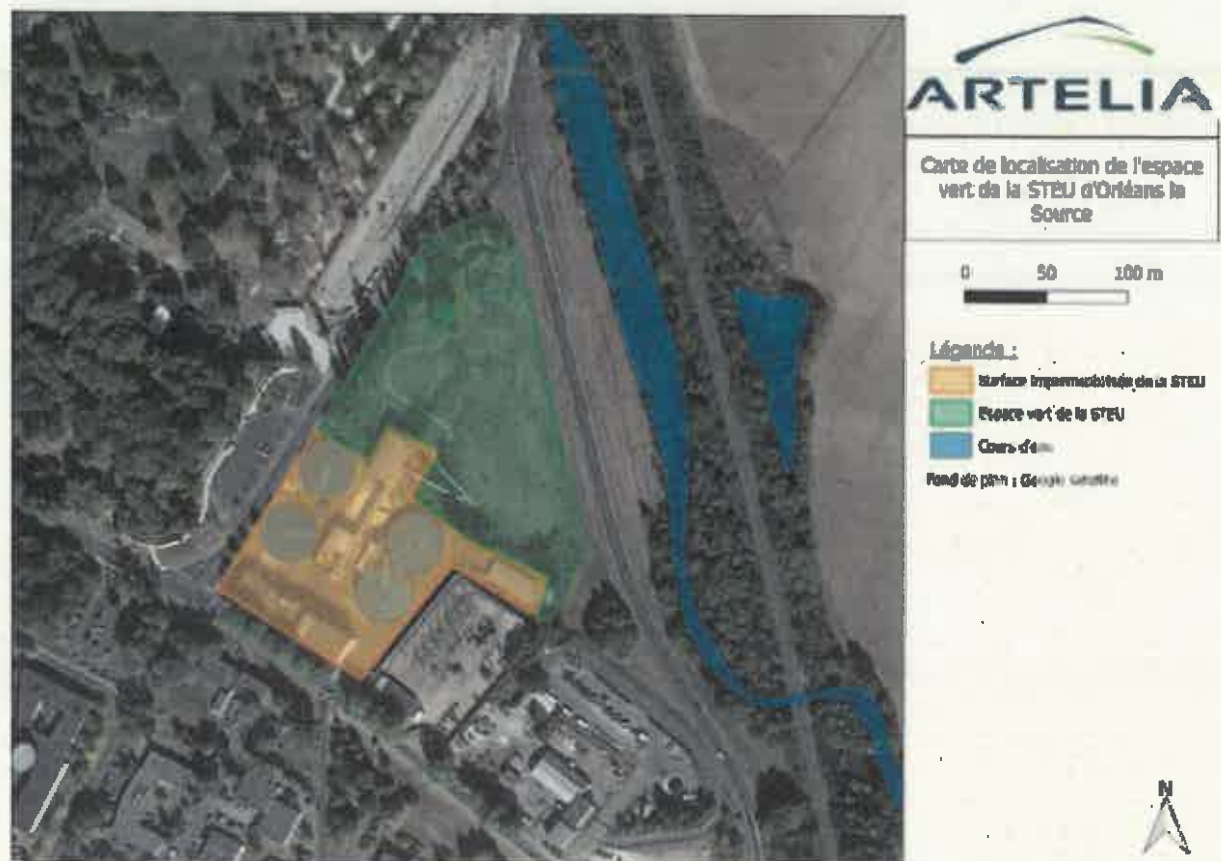 ARTELIA
Carte de localisation de l'espace
vert de la STEU d'Orléans la
Source
0 50 100 m
Légende :
Surface imperméabilisée de la STEU
Espace vert de la STEU
Cours d'eau
Fond de plan : Google satellite
N